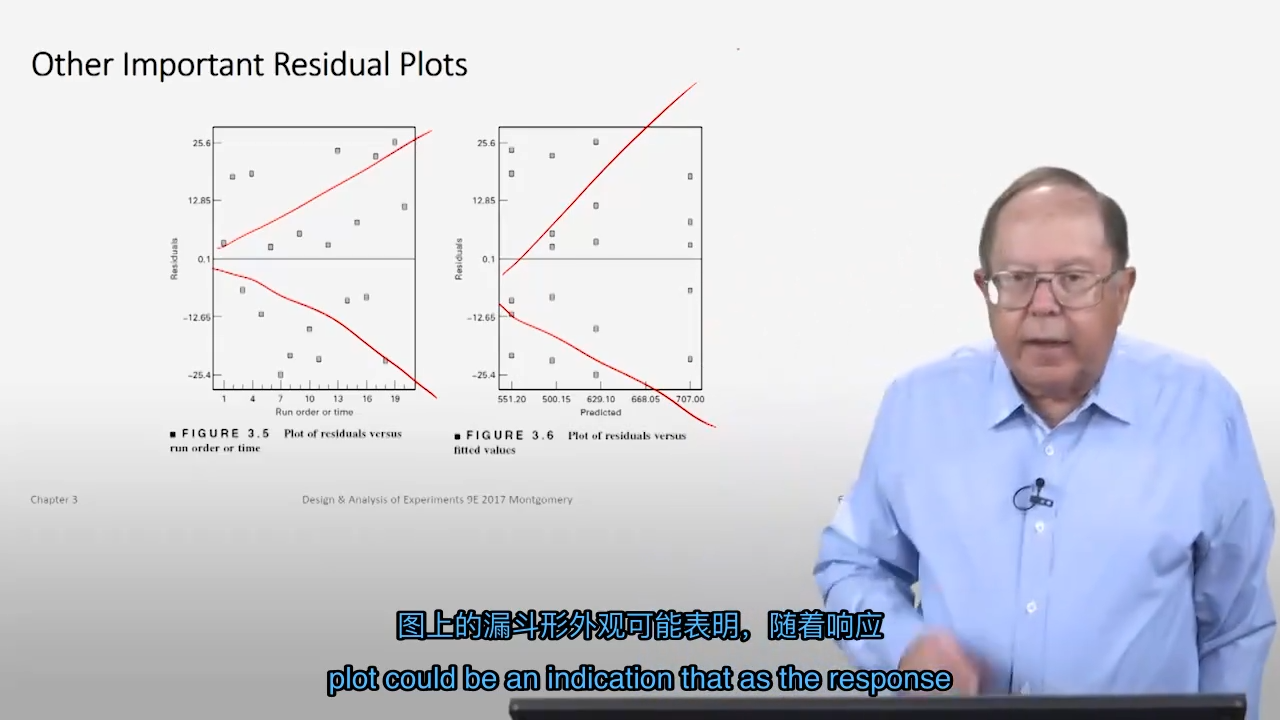 Other Important Residual Plots
25.6
12.85
0.1
−12.65
−25.4
Residuals
1 4 7 10 13 16 19
Run order or time
■ FIGURE 3.5 Plot of residuals versus
run order or time
25.6
12.85
0.1
−12.65
−25.4
Residuals
551.20 500.15 629.10 668.05 707.00
Predicted
■ FIGURE 3.6 Plot of residuals versus
fitted values
Chapter 3
Design & Analysis of Experiments 9E 2017 Montgomery
图上的漏斗形外观可能表明，随着响应
plot could be an indication that as the response